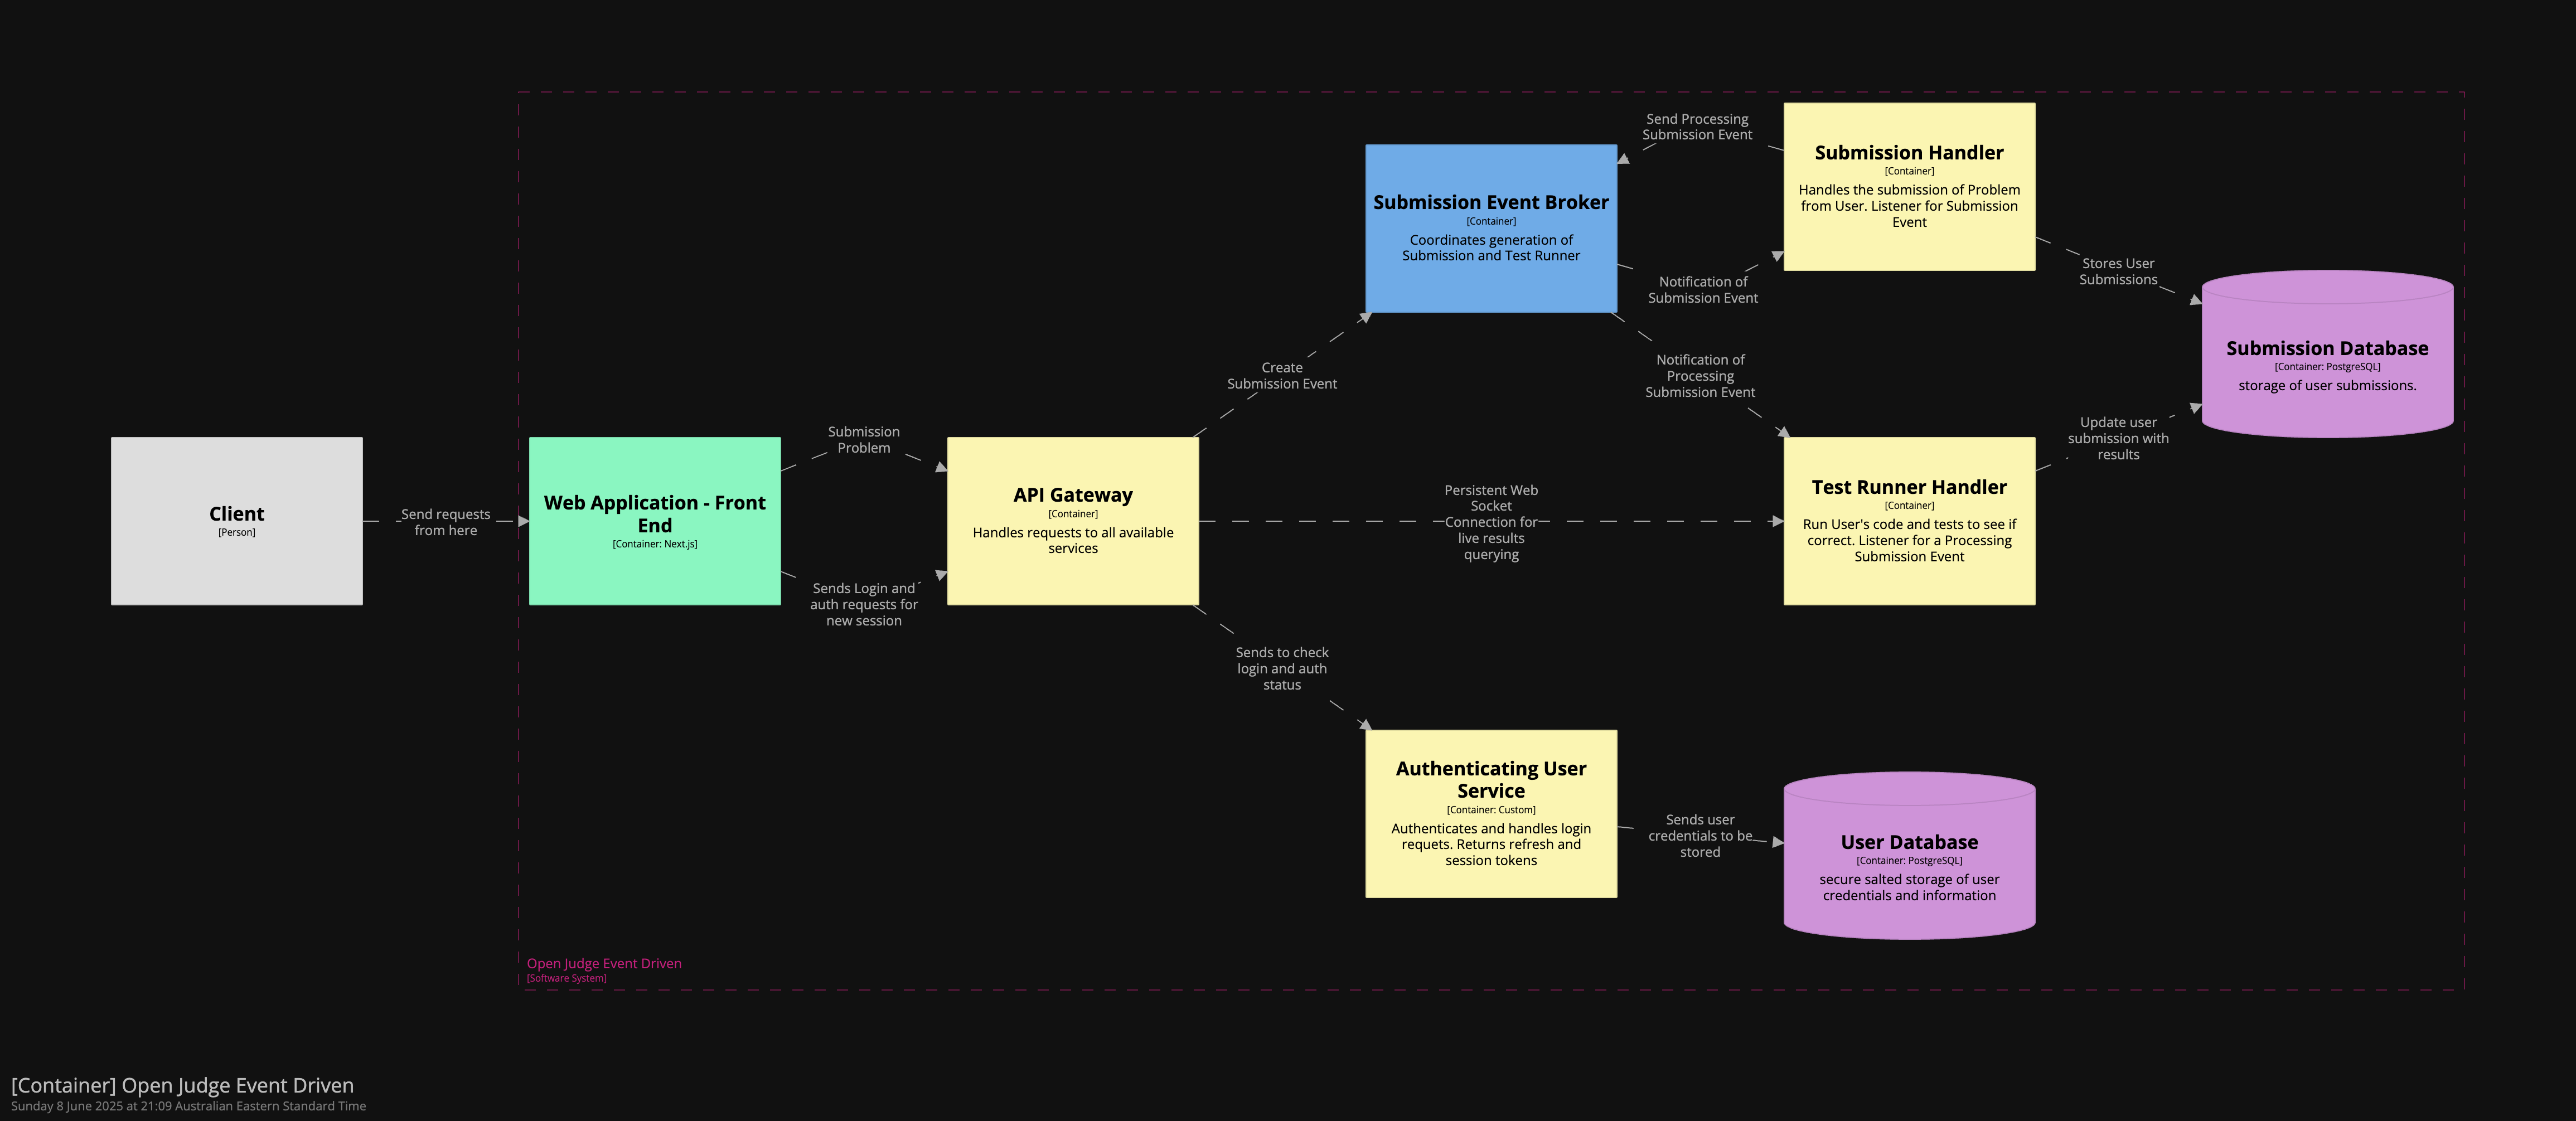 Client
[Person]
Send requests
from here
Web Application - Front
End
[Container: Next.js]
Submission
Problem
Sends Login and
auth requests for
new session
API Gateway
[Container]
Handles requests to all available
services
Create
Submission Event
Persistent Web
Socket
Connection for
live results
querying
Sends to check
login and auth
status
Submission Event Broker
[Container]
Coordinates generation of
Submission and Test Runner
Send Processing
Submission Event
Notification of
Submission Event
Notification of
Processing
Submission Event
Submission Handler
[Container]
Handles the submission of Problem
from User. Listener for Submission
Event
Stores User
Submissions
Submission Database
[Container: PostgreSQL]
storage of user submissions.
Test Runner Handler
[Container]
Run User's code and tests to see if
correct. Listener for a Processing
Submission Event
Update user
submission with
results
Authenticating User
Service
[Container: Custom]
Authenticates and handles login
requets. Returns refresh and
session tokens
Sends user
credentials to be
stored
User Database
[Container: PostgreSQL]
secure salted storage of user
credentials and information
Open Judge Event Driven
[Software System]
[Container] Open Judge Event Driven
Sunday 8 June 2025 at 21:09 Australian Eastern Standard Time